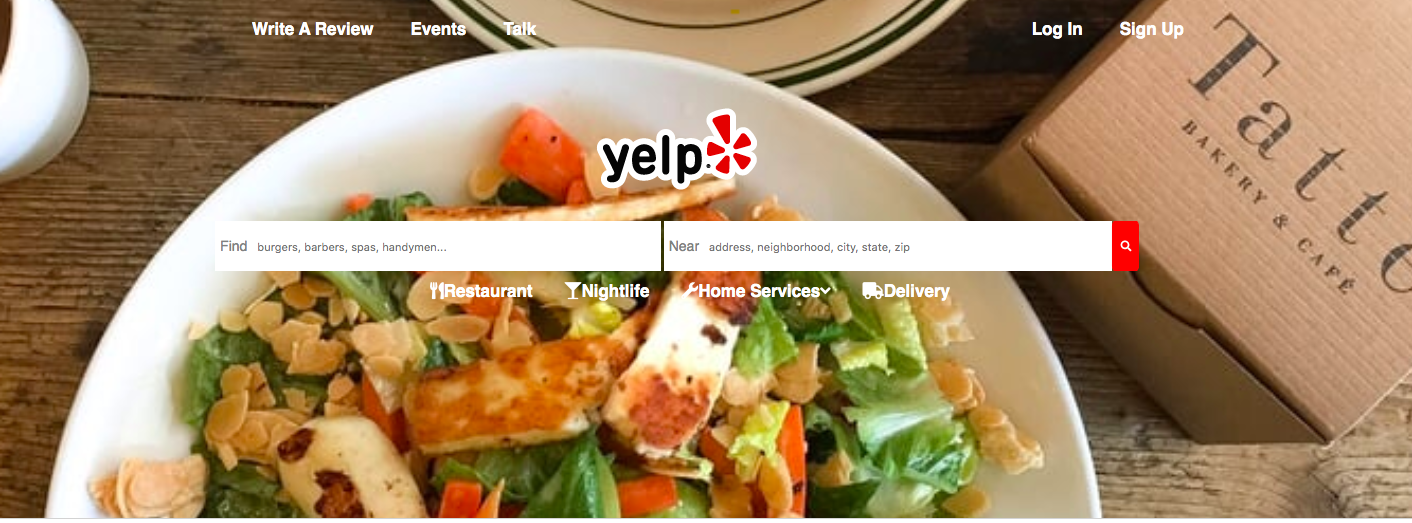 Write A Review Events Talk Log In Sign Up
yelp
Find burgers, barbers, spas, handymen... Near address, neighborhood, city, state, zip
Restaurant Nightlife Home Services Delivery
Tatte
BAKERY & CAFÉ